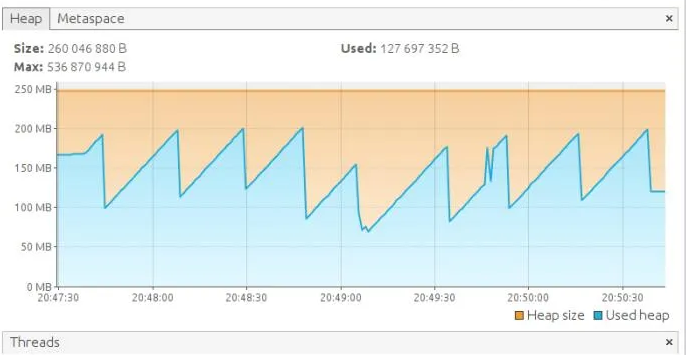 Heap Metaspace ×
Size: 260 046 880 B Used: 127 697 352 B
Max: 536 870 944 B
250 MB
200 MB
150 MB
100 MB
50 MB
0 MB
20:47:30 20:48:00 20:48:30 20:49:00 20:49:30 20:50:00 20:50:30
Heap size Used heap
Threads ×